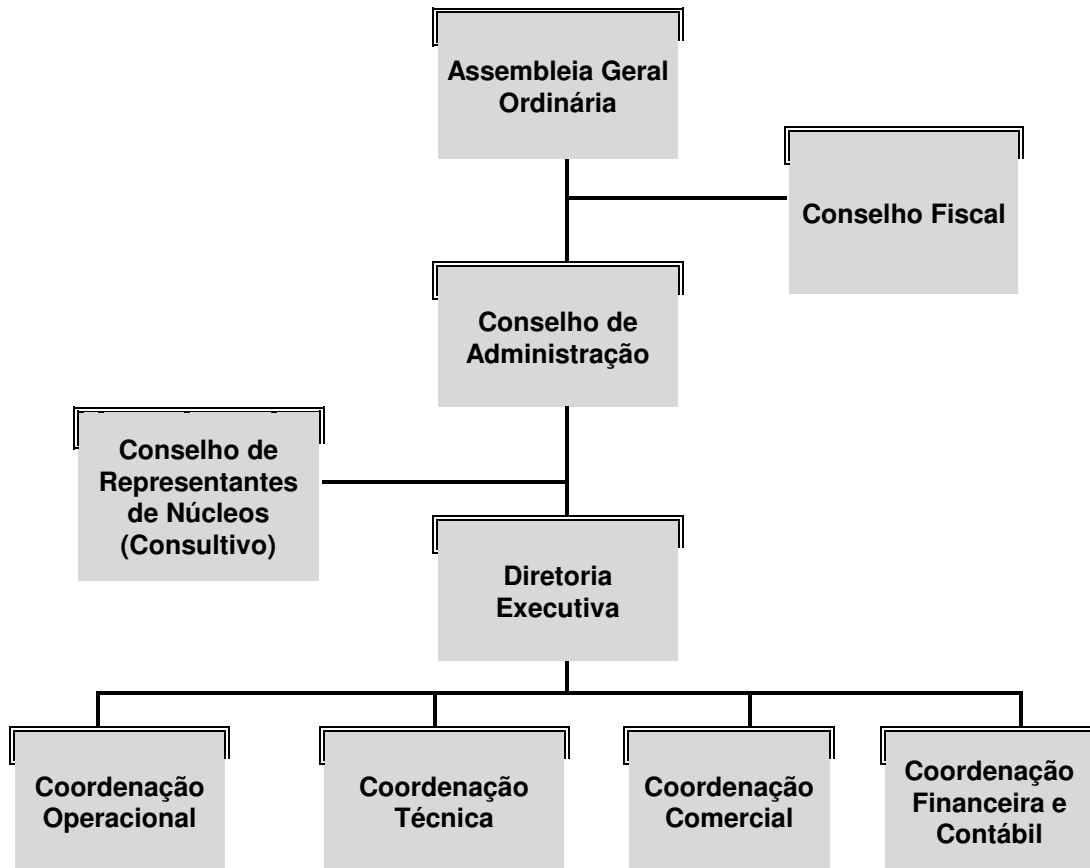 Assembleia Geral
Ordinária
Conselho Fiscal
Conselho de
Administração
Conselho de
Representantes
de Núcleos
(Consultivo)
Diretoria
Executiva
Coordenação
Operacional
Coordenação
Técnica
Coordenação
Comercial
Coordenação
Financeira e
Contábil